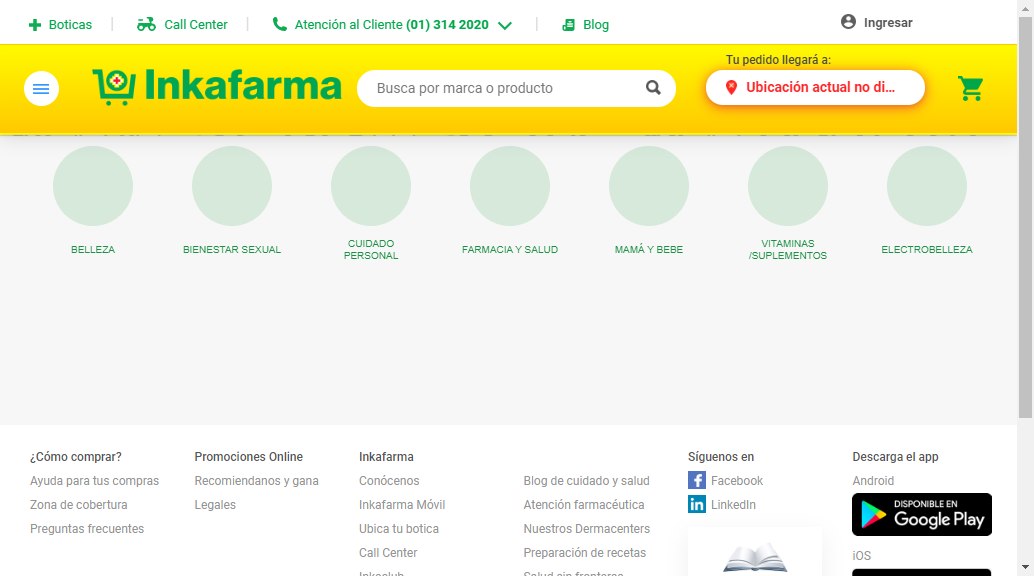 Boticas
Call Center
Atención al Cliente (01) 314 2020
Blog
Ingresar
Inkafarma
Busca por marca o producto
Tu pedido llegará a:
Ubicación actual no di...
BELLEZA
BIENESTAR SEXUAL
CUIDADO
PERSONAL
FARMACIA Y SALUD
MAMÁ Y BEBE
VITAMINAS
/SUPLEMENTOS
ELECTROBELLEZA
¿Cómo comprar?
Ayuda para tus compras
Zona de cobertura
Preguntas frecuentes
Promociones Online
Recomiendanos y gana
Legales
Inkafarma
Conócenos
Inkafarma Móvil
Ubica tu botica
Call Center
Inkaclub
Blog de cuidado y salud
Atención farmacéutica
Nuestros Dermacenters
Preparación de recetas
Salud sin fronteras
Síguenos en
Facebook
LinkedIn
Descarga el app
Android
DISPONIBLE EN
Google Play
iOS